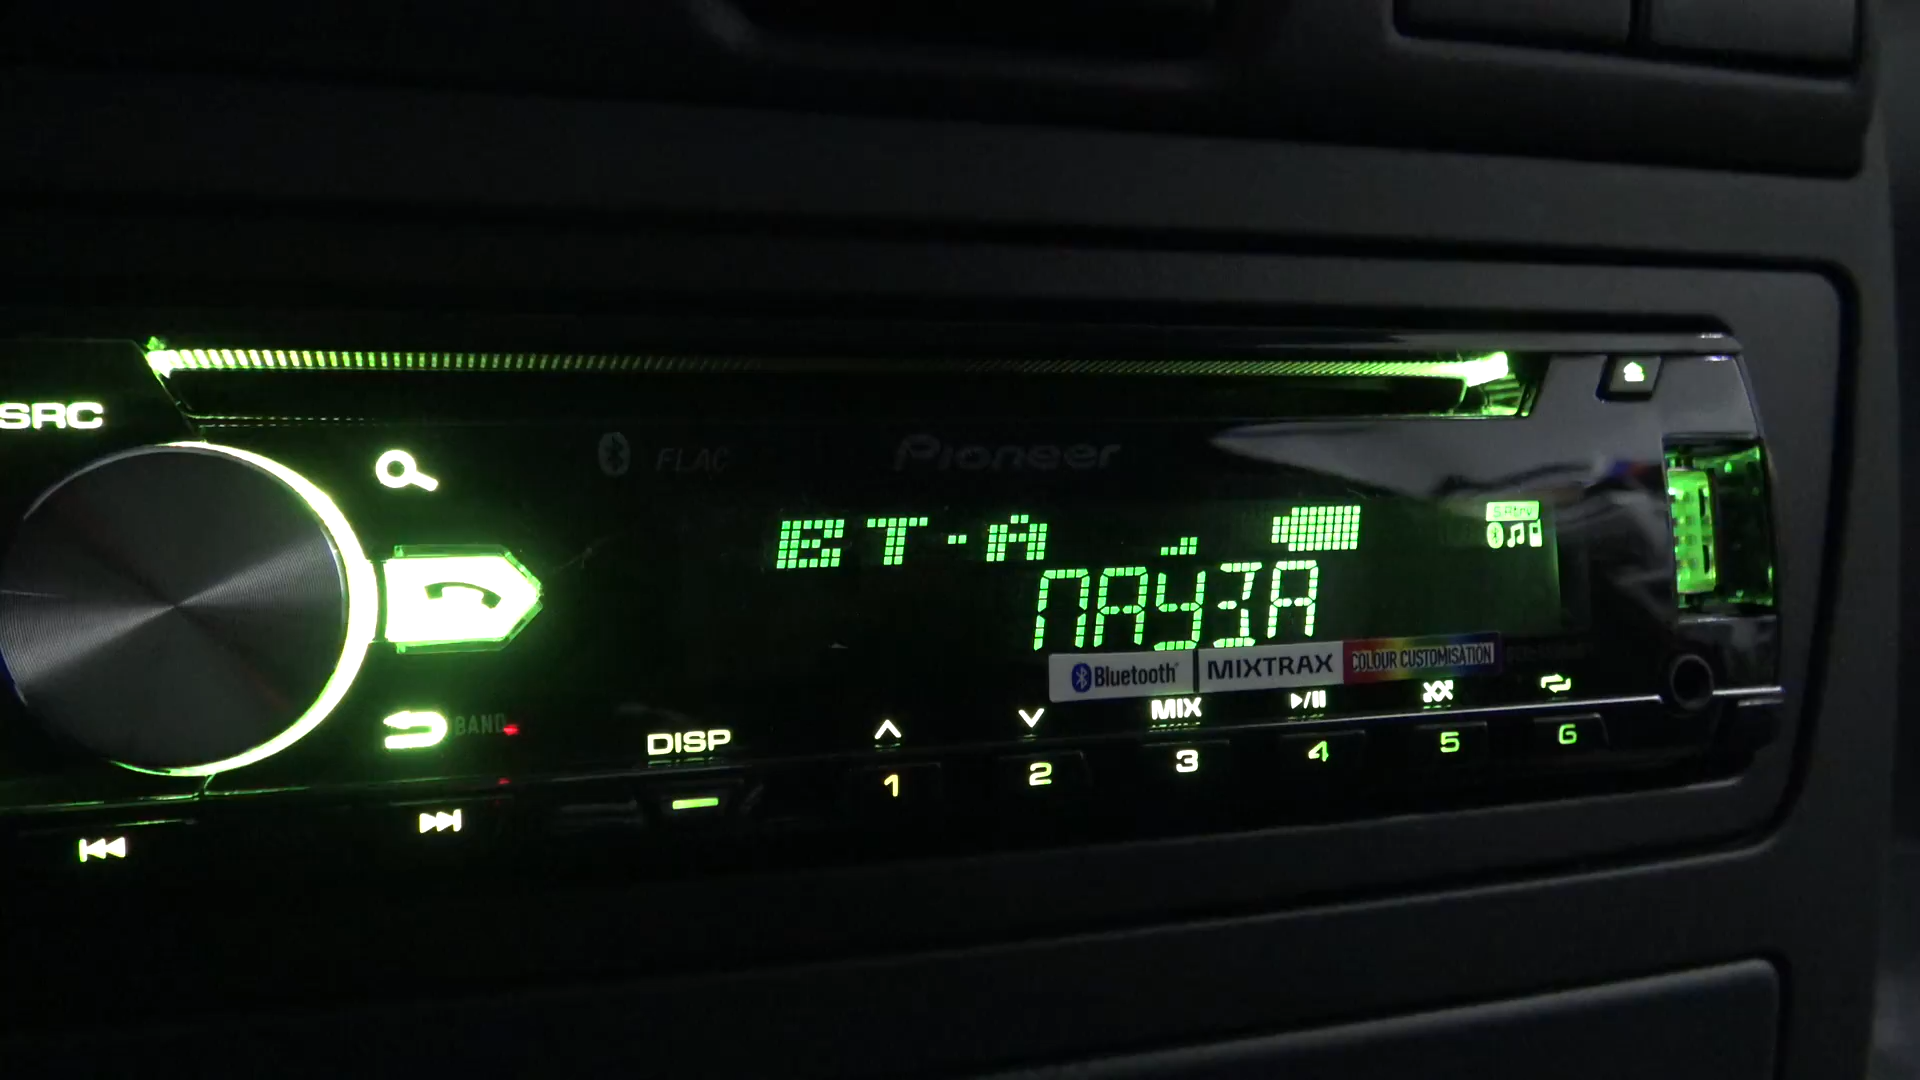 SRC
FLAC
Pioneer
BT-A
ПАУЗА
Bluetooth MIXTRAX COLOUR CUSTOMISATION
BAND
DISP
MIX
1 2 3 4 5 6